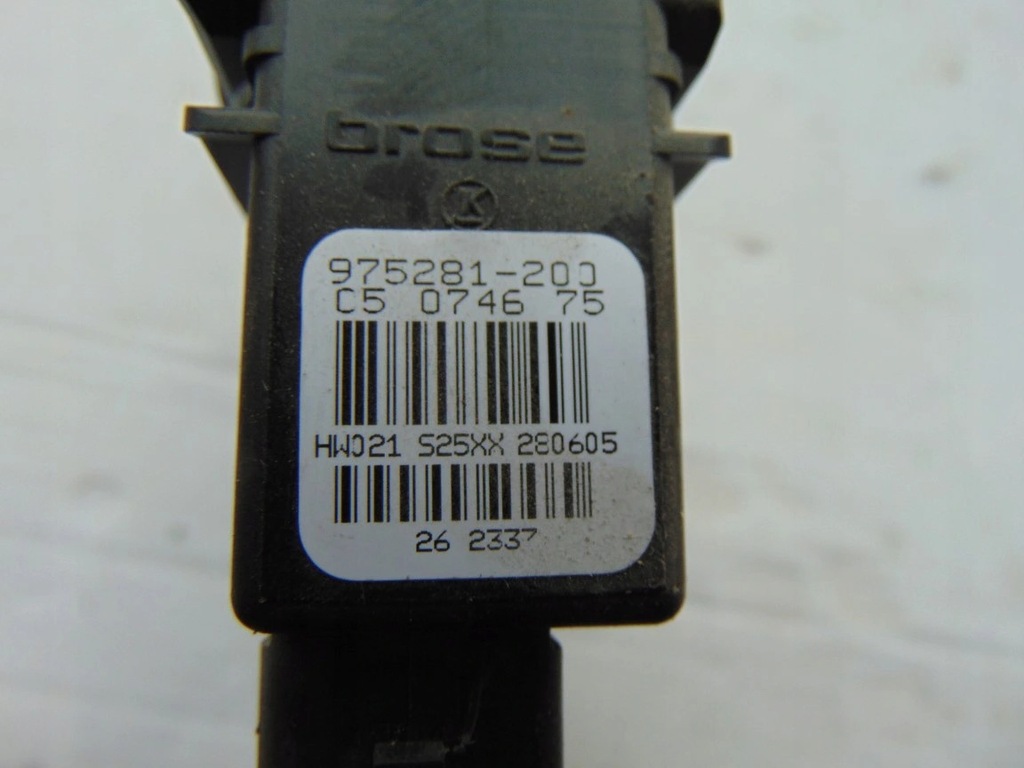 brose
K
975281-200
C5 0746 75
HW021 S25XX 280605
26 2337